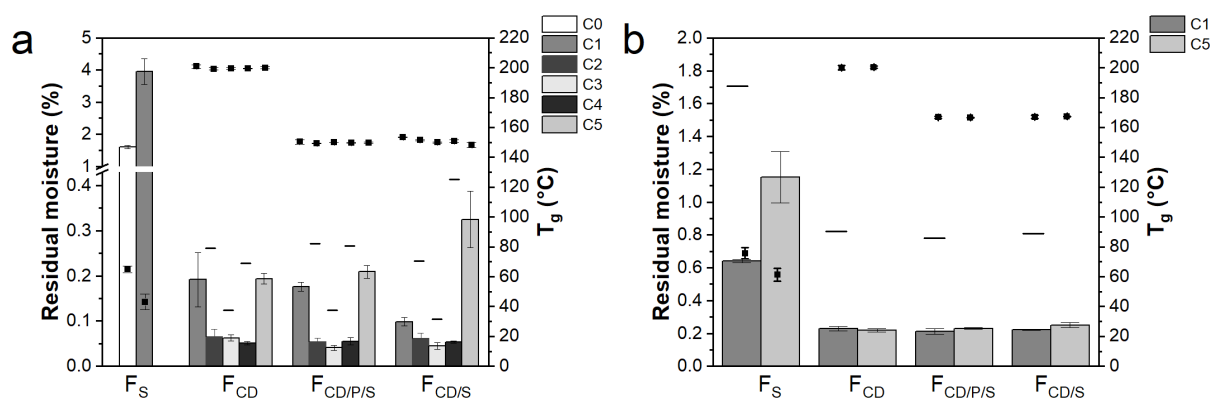 a
Residual moisture (%)
5
4
3
2
1
0.4
0.3
0.2
0.1
0.0
220
200
180
160
140
120
100
80
60
40
20
0
Tg (°C)
C0
C1
C2
C3
C4
C5
FS
FCD
FCD/P/S
FCD/S
b
Residual moisture (%)
2.0
1.8
1.6
1.4
1.2
1.0
0.8
0.6
0.4
0.2
0.0
220
200
180
160
140
120
100
80
60
40
20
0
Tg (°C)
C1
C5
FS
FCD
FCD/P/S
FCD/S